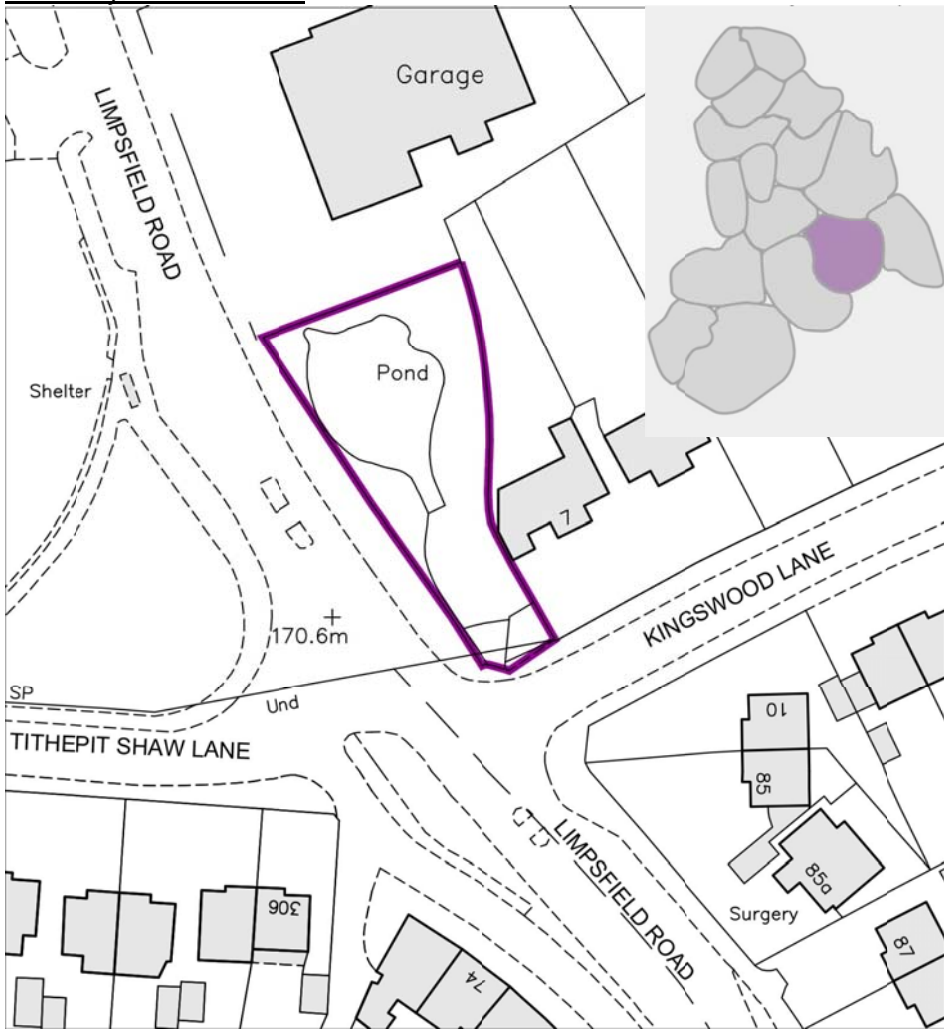 Garage
LIMPSFIELD ROAD
Pond
Shelter
7
KINGSWOOD LANE
170.6m
SP
Und
TITHEPIT SHAW LANE
10
85
LIMPSFIELD ROAD
85a
Surgery
306
87
74